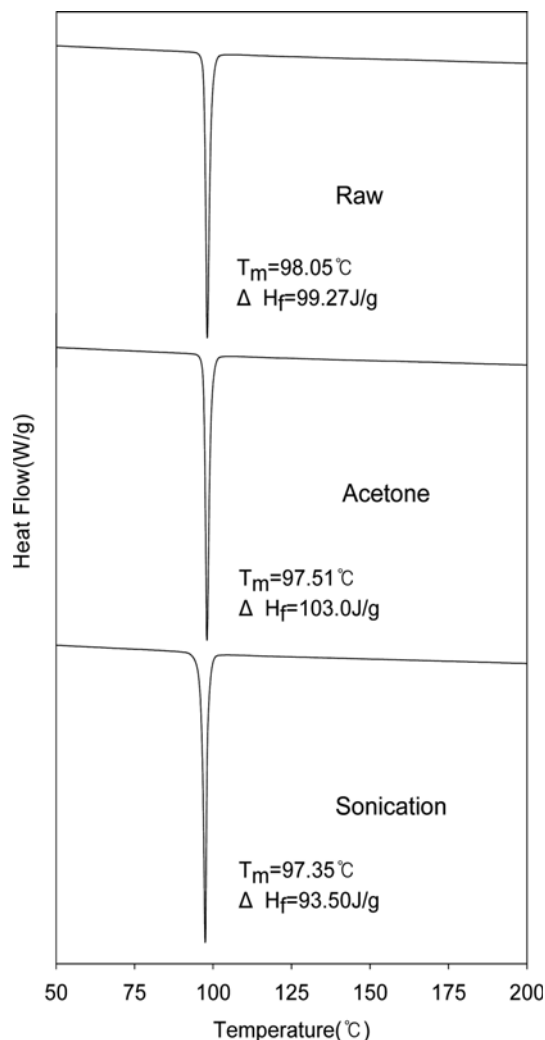 Raw
Tm=98.05℃
Δ Hf=99.27J/g
Heat Flow(W/g)
Acetone
Tm=97.51℃
Δ Hf=103.0J/g
Sonication
Tm=97.35℃
Δ Hf=93.50J/g
50 75 100 125 150 175 200
Temperature(℃)